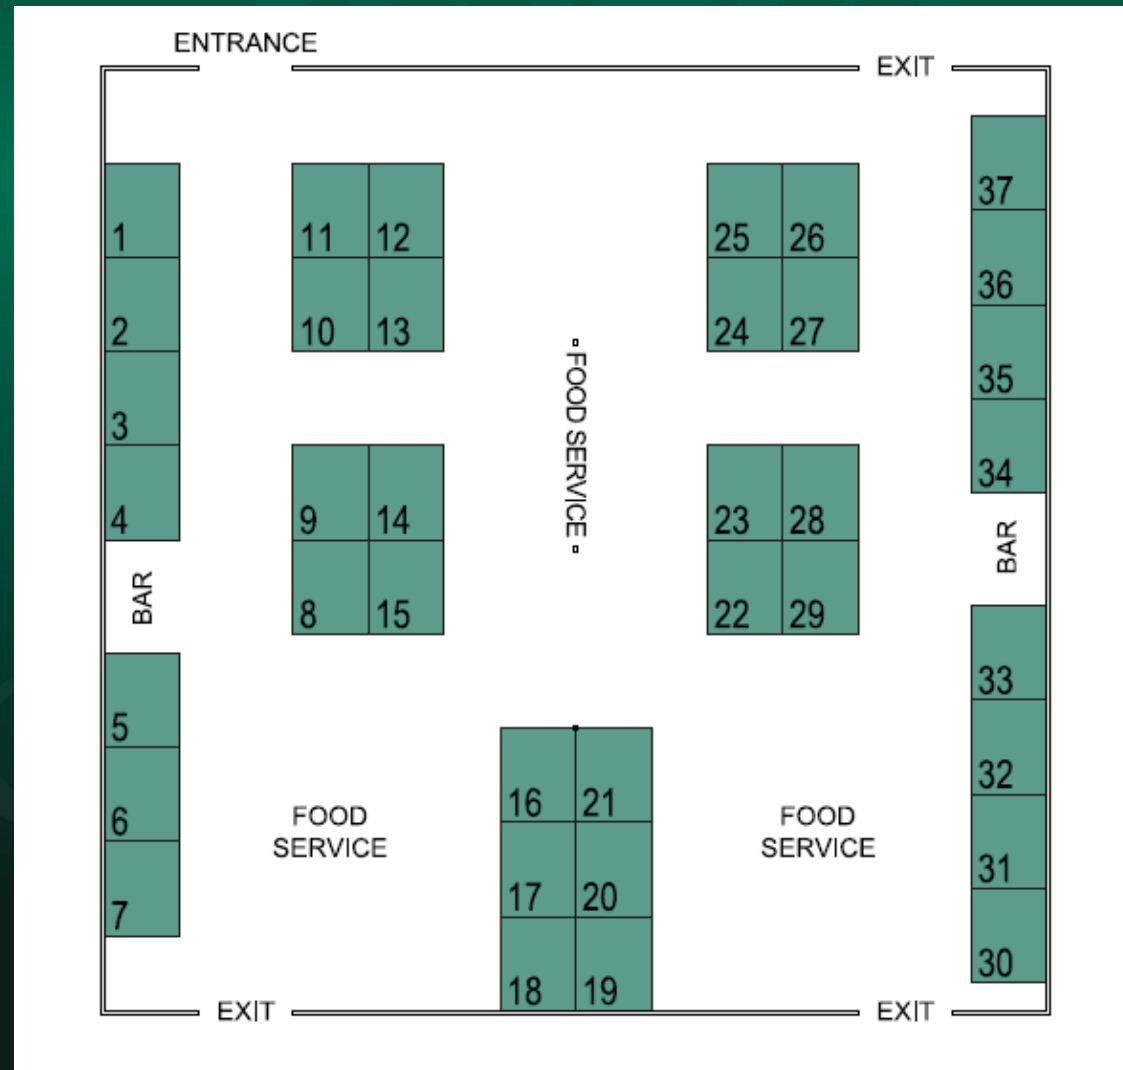 ENTRANCE
EXIT
37
1
11 12
25 26
36
2
10 13
24 27
35
3
FOOD SERVICE
34
4
9 14
23 28
BAR
BAR
8 15
22 29
33
5
32
16 21
6
FOOD
SERVICE
FOOD
SERVICE
31
17 20
7
30
18 19
EXIT
EXIT